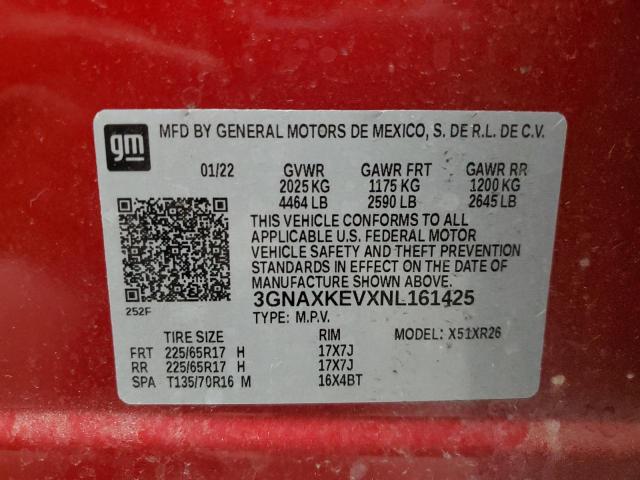 gm
MFD BY GENERAL MOTORS DE MEXICO, S. DE R.L. DE C.V.
01/22 GVWR GAWR FRT GAWR RR
2025 KG 1175 KG 1200 KG
4464 LB 2590 LB 2645 LB
THIS VEHICLE CONFORMS TO ALL
APPLICABLE U.S. FEDERAL MOTOR
VEHICLE SAFETY AND THEFT PREVENTION
STANDARDS IN EFFECT ON THE DATE OF
MANUFACTURE SHOWN ABOVE.
3GNAXKEVXNL161425
252F
TYPE: M.P.V.
TIRE SIZE RIM MODEL: X51XR26
FRT 225/65R17 H 17X7J
RR 225/65R17 H 17X7J
SPA T135/70R16 M 16X4BT